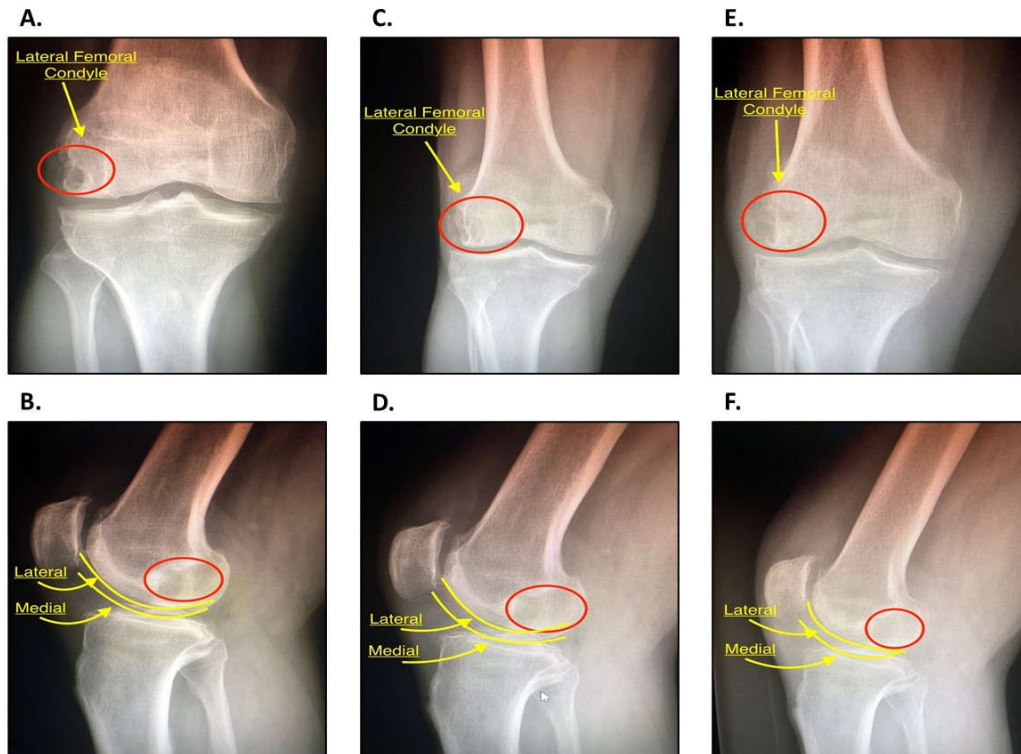 A.
Lateral Femoral
Condyle
C.
Lateral Femoral
Condyle
E.
Lateral Femoral
Condyle
B.
Lateral
Medial
D.
Lateral
Medial
F.
Lateral
Medial